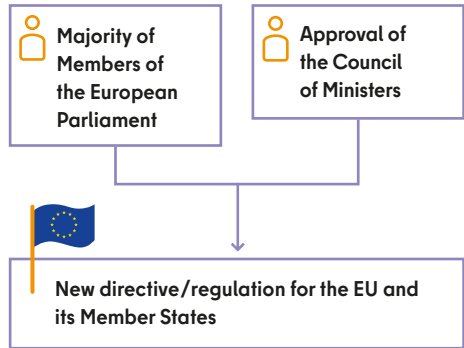 Majority of
Members of
the European
Parliament
Approval of
the Council
of Ministers
New directive/regulation for the EU and
its Member States